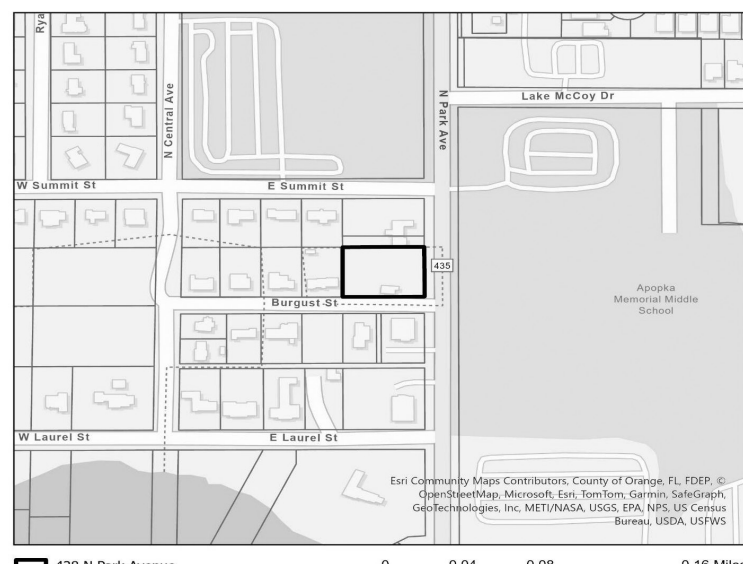 Rya
N Central Ave
N Park Ave
Lake McCoy Dr
W Summit St
E Summit St
435
Apopka
Memorial Middle
School
Burgust St
W Laurel St
E Laurel St
Esri Community Maps Contributors, County of Orange, FL, FDEP, ©
OpenStreetMap, Microsoft, Esri, TomTom, Garmin, SafeGraph,
GeoTechnologies, Inc, METI/NASA, USGS, EPA, NPS, US Census
Bureau, USDA, USFWS
N Park Avenue
0 0.04 0.08 0.16 Miles